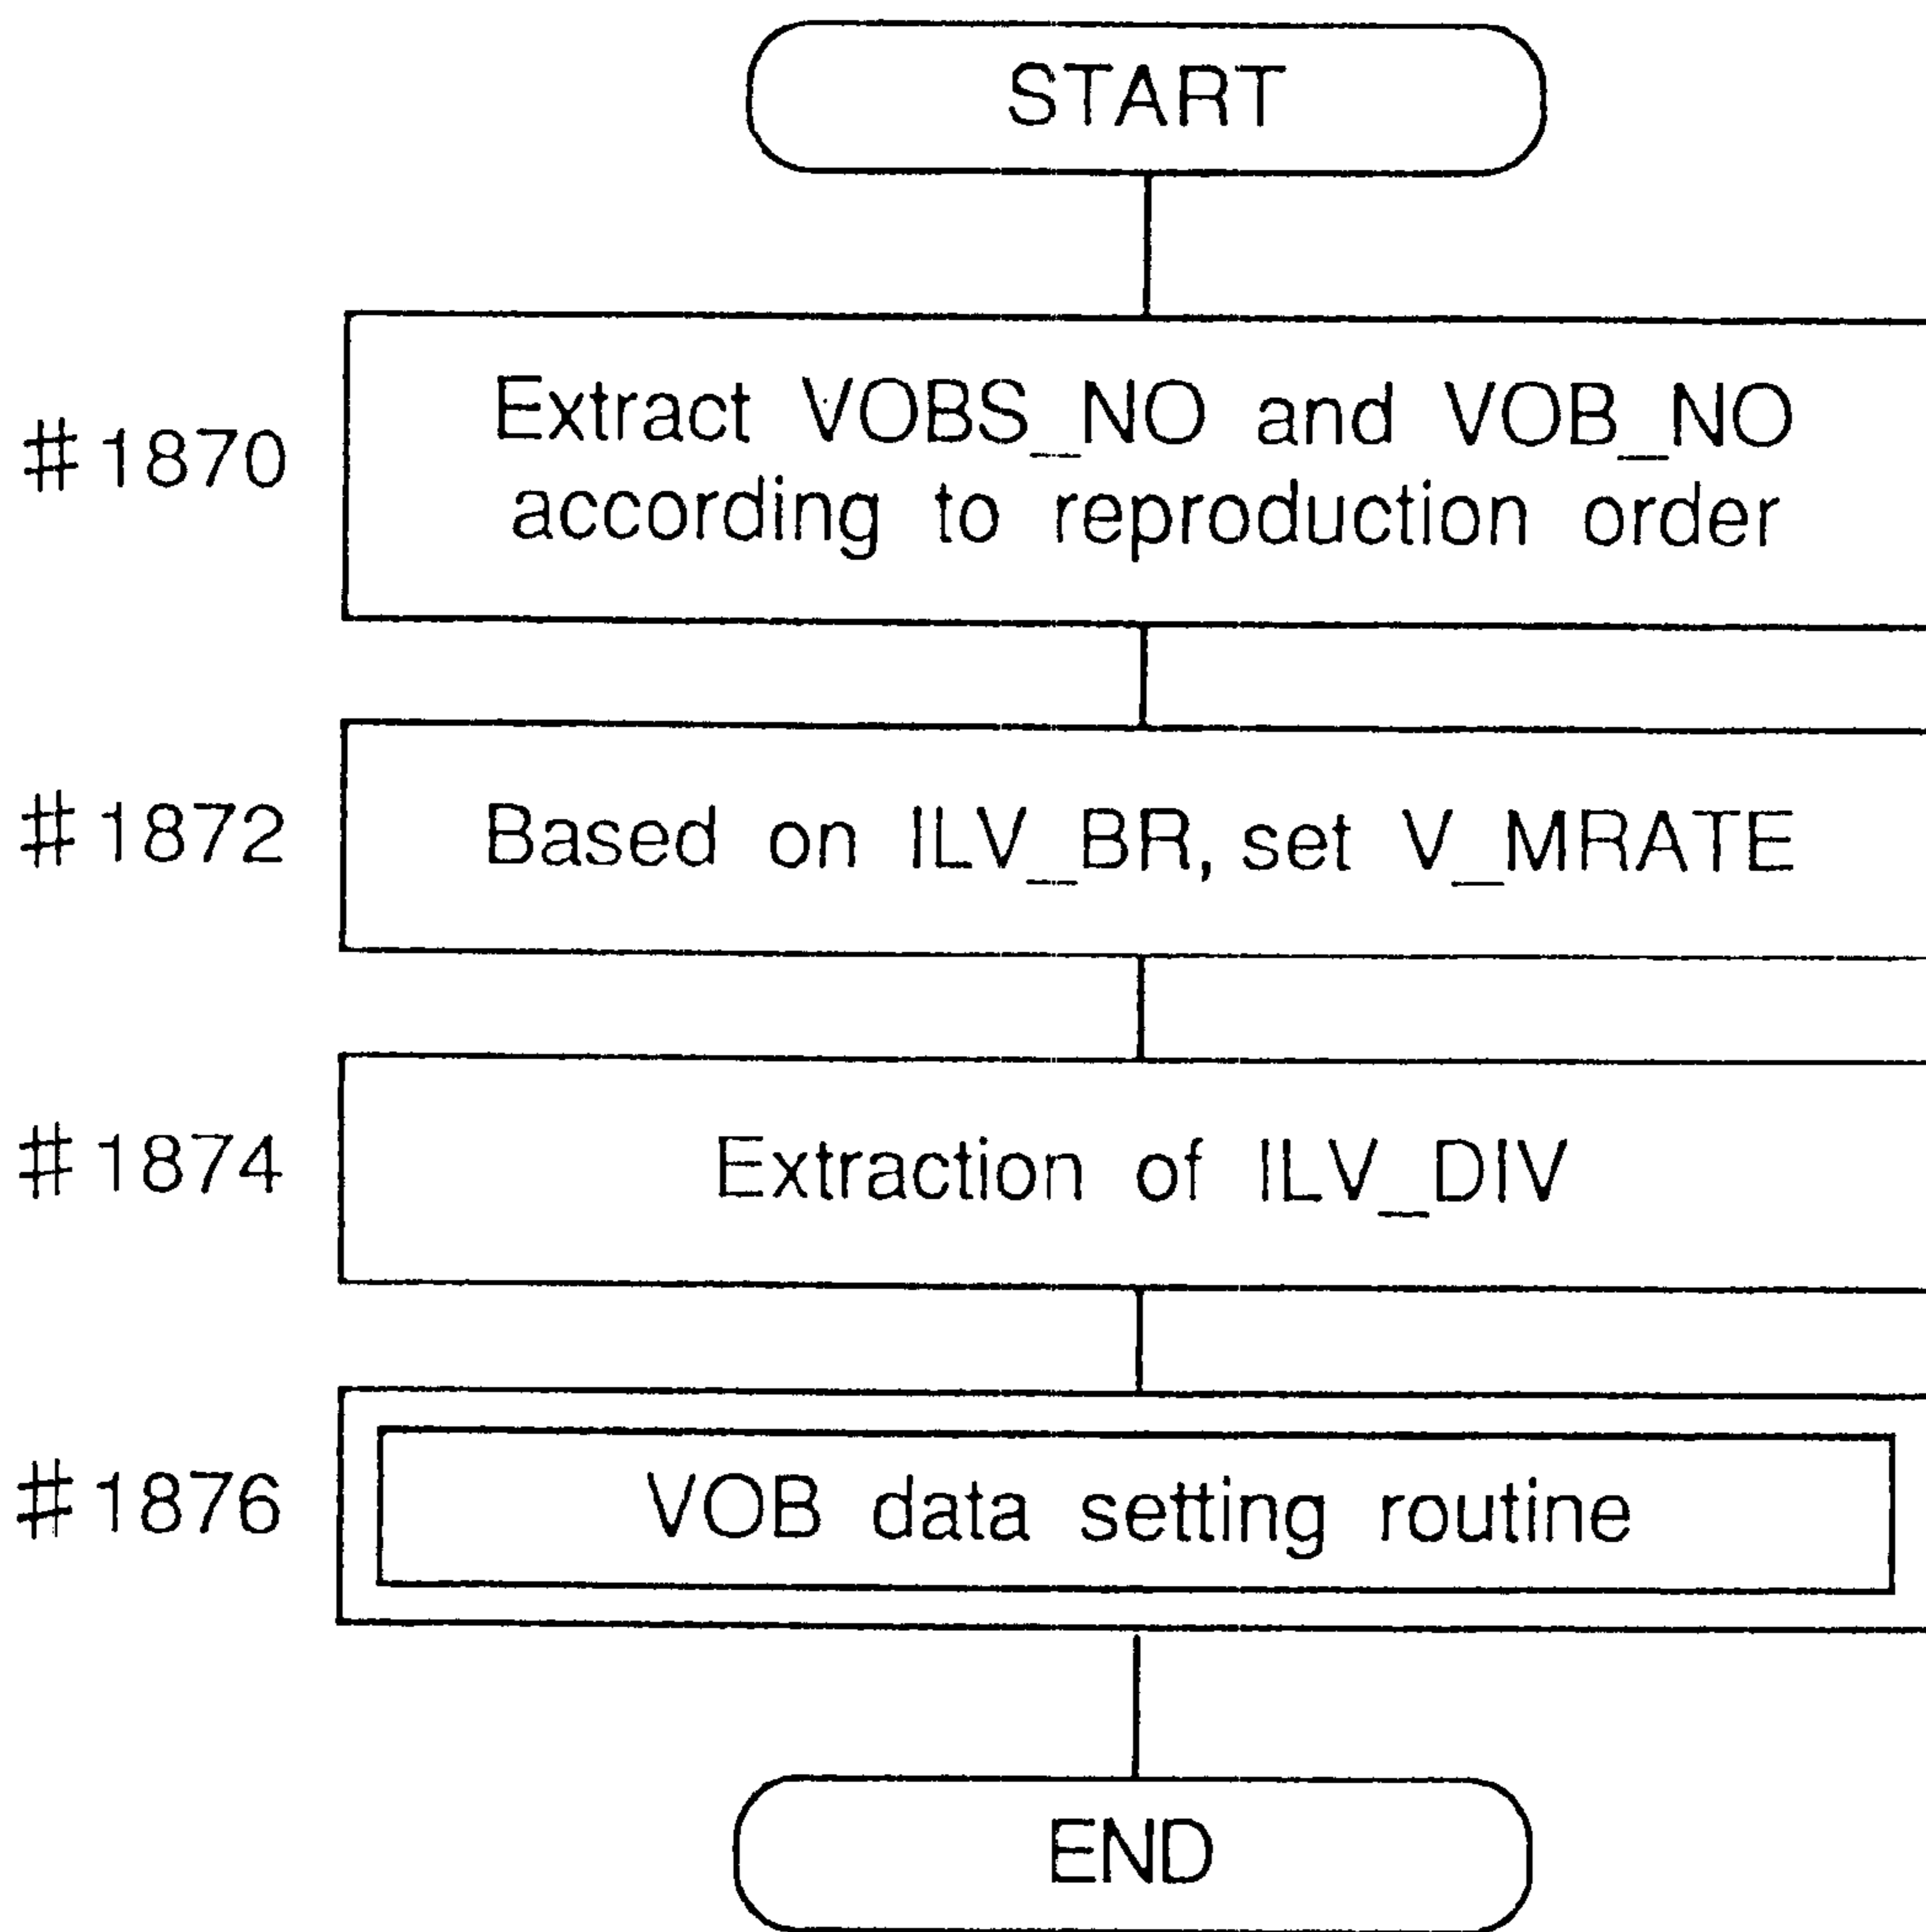 START
#1870
Extract VOBS_NO and VOB_NO
according to reproduction order
#1872
Based on ILV_BR, set V_MRATE
#1874
Extraction of ILV_DIV
#1876
VOB data setting routine
END